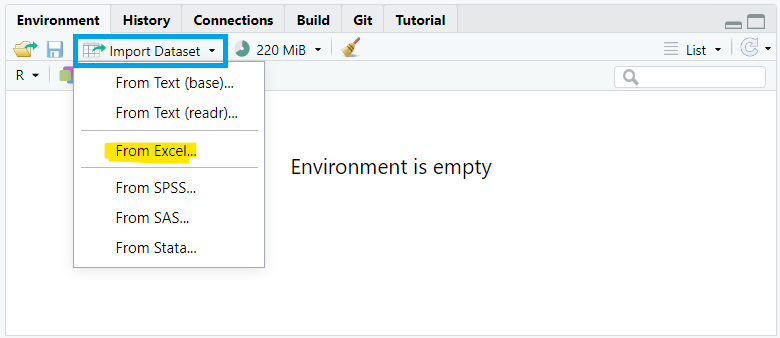 Environment History Connections Build Git Tutorial
Import Dataset 220 MiB List
R
From Text (base)...
From Text (readr)...
From Excel...
Environment is empty
From SPSS...
From SAS...
From Stata...